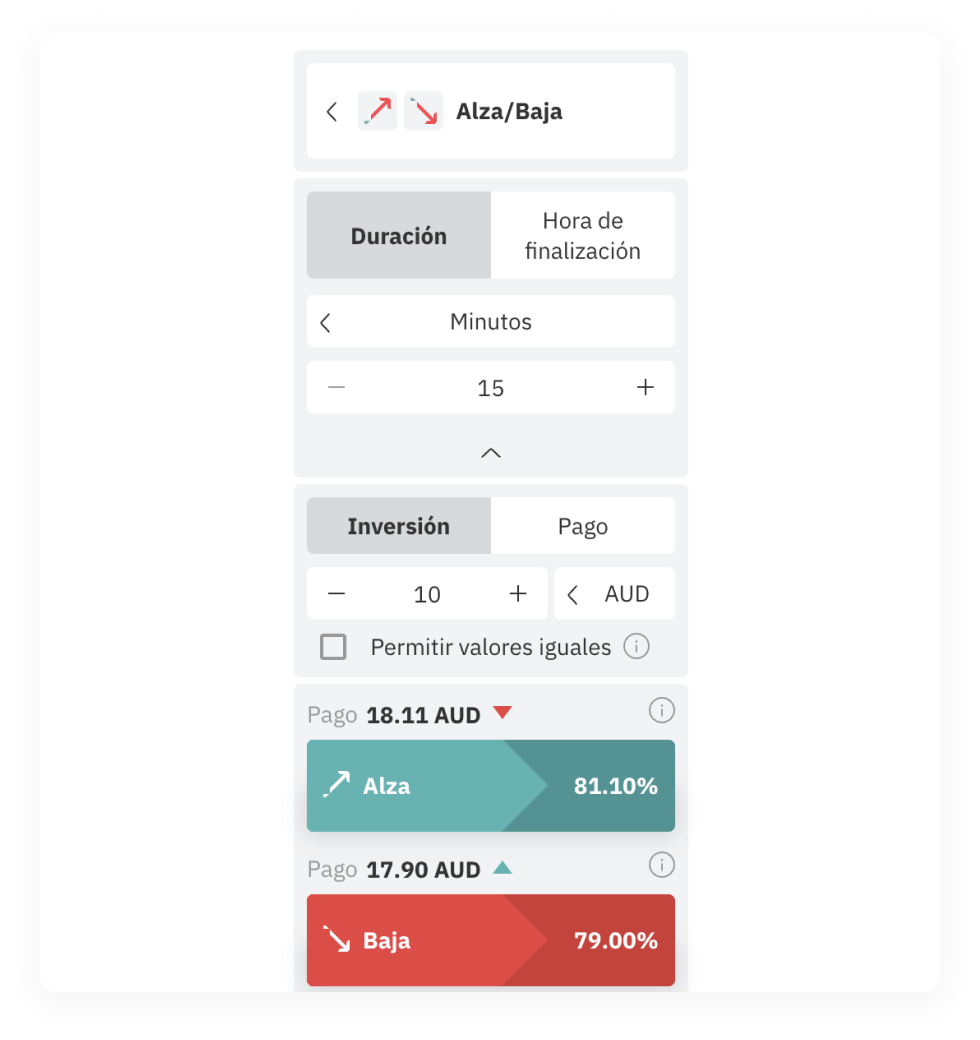 Alza/Baja
Duración
Hora de
finalización
Minutos
15
Inversión
Pago
10
AUD
Permitir valores iguales
Pago 18.11 AUD
Alza 81.10%
Pago 17.90 AUD
Baja 79.00%